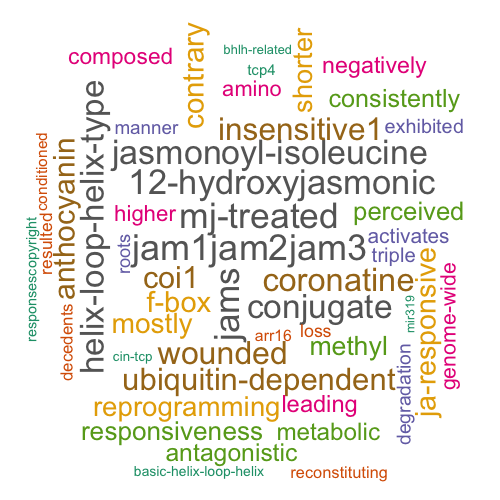 composed
contrary
bhlh-related
tcp4
amino
shorter
negatively
consistently
manner
insensitive1
exhibited
jasmonoyl-isoleucine
12-hydroxyjasmonic
helix-loop-helix-type
anthocyanin
conditioned
resulted
responsescopyright
decedents
higher
mj-treated
perceived
roots
jam1jam2jam3
activates
triple
coi1
jams
coronatine
ja-responsive
genome-wide
f-box
conjugate
mir319
mostly
arr16
loss
cin-tcp
wounded
methyl
degradation
ubiquitin-dependent
reprogramming
leading
responsiveness
metabolic
antagonistic
basic-helix-loop-helix
reconstituting